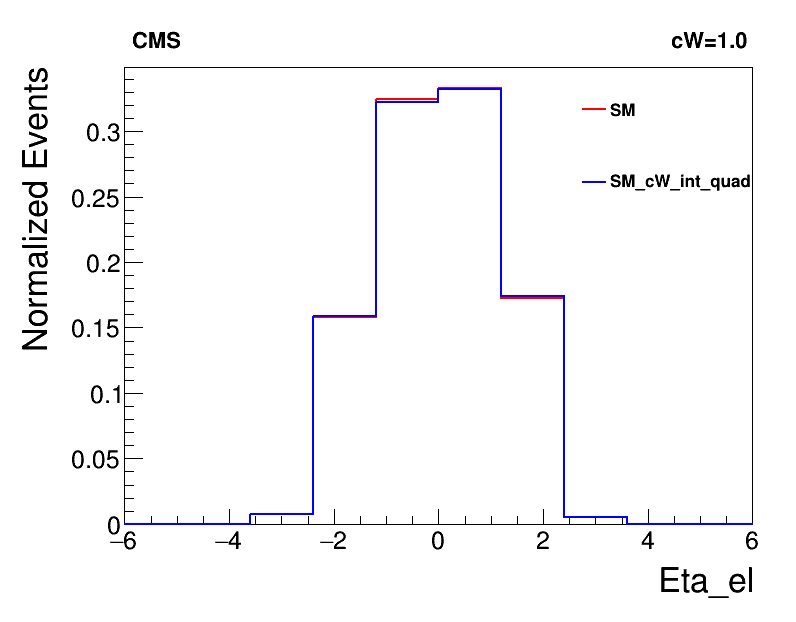 CMS
cW=1.0
Normalized Events
0.3
0.25
0.2
0.15
0.1
0.05
0
SM
SM_cW_int_quad
−6
−4
−2
0
2
4
6
Eta_el